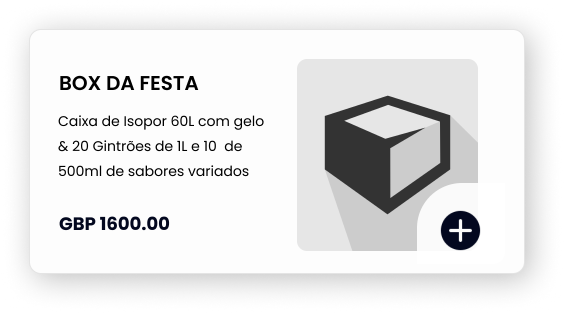 BOX DA FESTA
Caixa de Isopor 60L com gelo
& 20 Gintrões de 1L e 10 de
500ml de sabores variados
GBP 1600.00